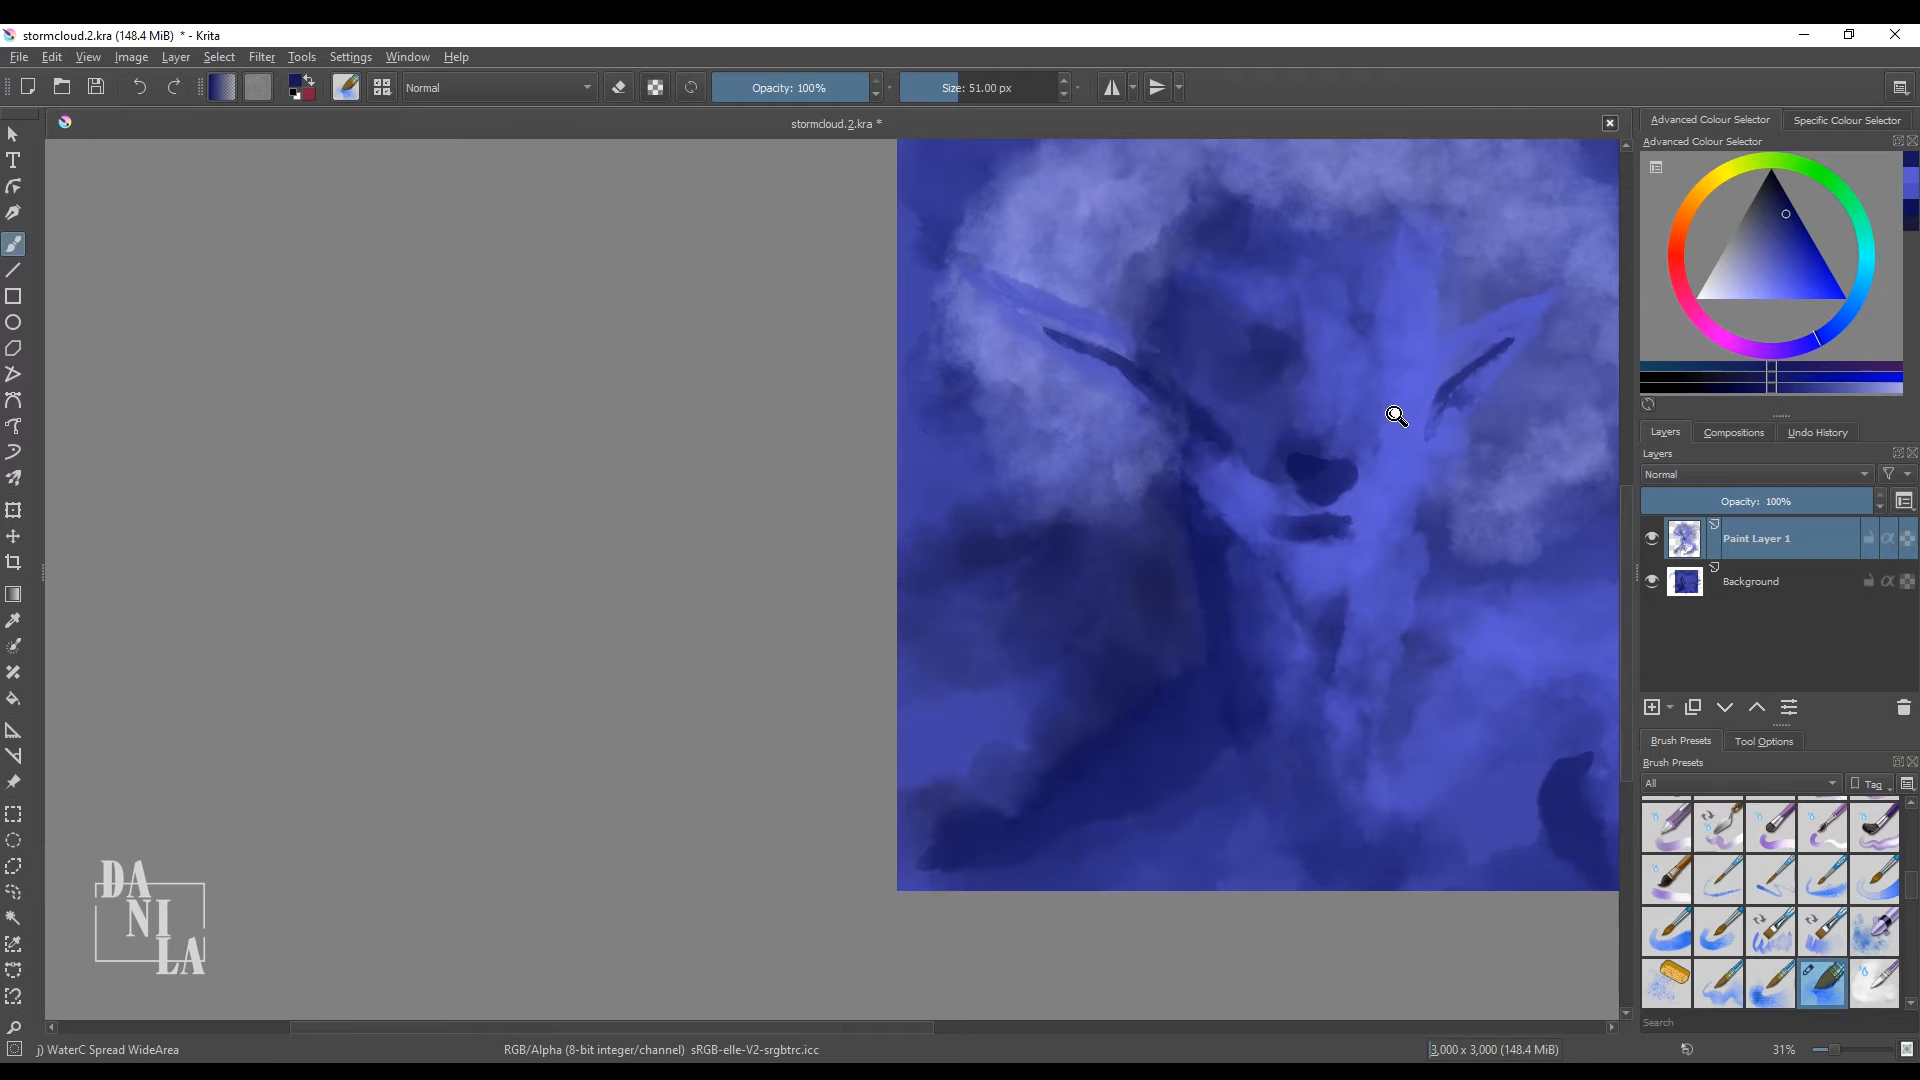 stormcloud.2.kra (148.4 MiB) * - Krita
File Edit View Image Layer Select Filter Tools Settings Window Help
Normal
Opacity: 100%
Size: 51.00 px
stormcloud.2.kra *
Advanced Colour Selector
Specific Colour Selector
Advanced Colour Selector
Layers
Compositions
Undo History
Layers
Normal
Opacity: 100%
Paint Layer 1
Background
Brush Presets
Tool Options
Brush Presets
All
Tag
Search
DA
NI
LA
j) WaterC Spread WideArea
RGB/Alpha (8-bit integer/channel) sRGB-elle-V2-srgbtrc.icc
3,000 x 3,000 (148.4 MiB)
31%